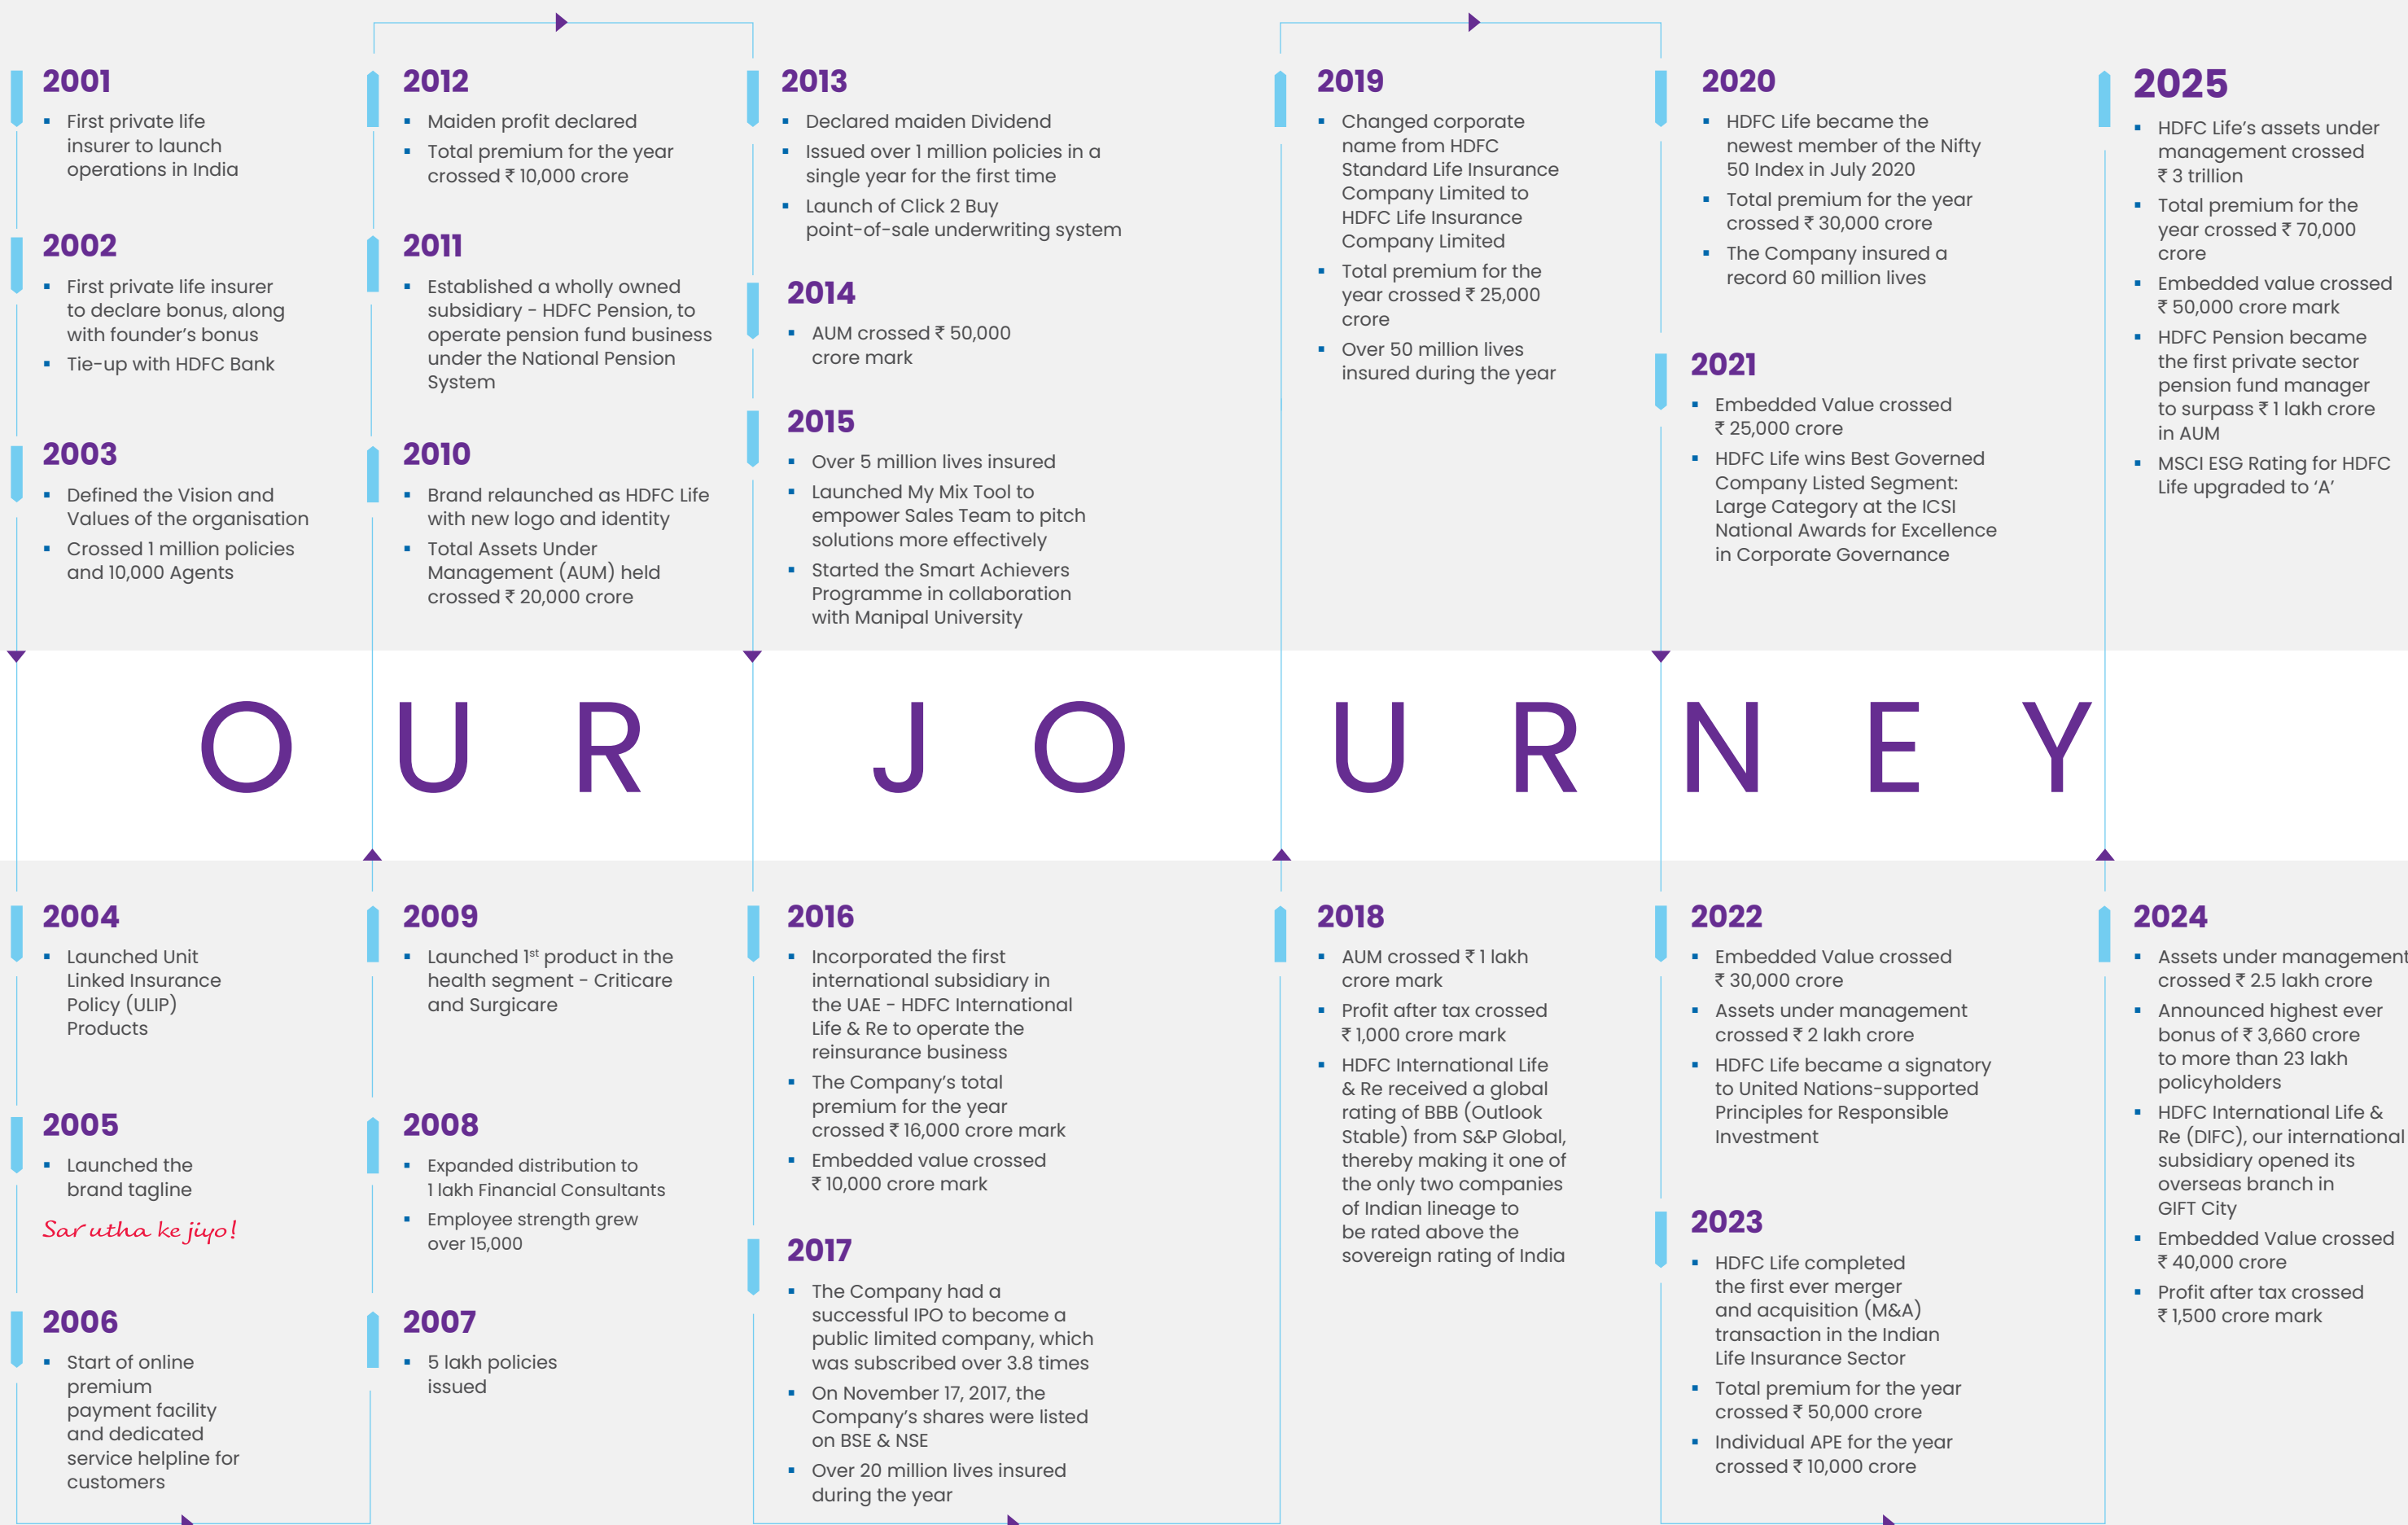 2001
▪ First private life
insurer to launch
operations in India
2002
▪ First private life insurer
to declare bonus, along
with founder’s bonus
▪ Tie-up with HDFC Bank
2003
▪ Defined the Vision and
Values of the organisation
▪ Crossed 1 million policies
and 10,000 Agents
OUR JOURNEY
2004
▪ Launched Unit
Linked Insurance
Policy (ULIP)
Products
2005
▪ Launched the
brand tagline
Sar utha ke jiyo!
2006
▪ Start of online
premium
payment facility
and dedicated
service helpline for
customers
2007
▪ 5 lakh policies
issued
2008
▪ Expanded distribution to
1 lakh Financial Consultants
▪ Employee strength grew
over 15,000
2009
▪ Launched 1st product in the
health segment - Criticare
and Surgicare
2010
▪ Brand relaunched as HDFC Life
with new logo and identity
▪ Total Assets Under
Management (AUM) held
crossed ₹ 20,000 crore
2011
▪ Established a wholly owned
subsidiary - HDFC Pension, to
operate pension fund business
under the National Pension
System
2012
▪ Maiden profit declared
▪ Total premium for the year
crossed ₹ 10,000 crore
2013
▪ Declared maiden Dividend
▪ Issued over 1 million policies in a
single year for the first time
▪ Launch of Click 2 Buy
point-of-sale underwriting system
2014
▪ AUM crossed ₹ 50,000
crore mark
2015
▪ Over 5 million lives insured
▪ Launched My Mix Tool to
empower Sales Team to pitch
solutions more effectively
▪ Started the Smart Achievers
Programme in collaboration
with Manipal University
2016
▪ Incorporated the first
international subsidiary in
the UAE - HDFC International
Life & Re to operate the
reinsurance business
▪ The Company’s total
premium for the year
crossed ₹ 16,000 crore mark
▪ Embedded value crossed
₹ 10,000 crore mark
2017
▪ The Company had a
successful IPO to become a
public limited company, which
was subscribed over 3.8 times
▪ On November 17, 2017, the
Company’s shares were listed
on BSE & NSE
▪ Over 20 million lives insured
during the year
2018
▪ AUM crossed ₹ 1 lakh
crore mark
▪ Profit after tax crossed
₹ 1,000 crore mark
▪ HDFC International Life
& Re received a global
rating of BBB (Outlook
Stable) from S&P Global,
thereby making it one of
the only two companies
of Indian lineage to
be rated above the
sovereign rating of India
2019
▪ Changed corporate
name from HDFC
Standard Life Insurance
Company Limited to
HDFC Life Insurance
Company Limited
▪ Total premium for the
year crossed ₹ 25,000
crore
▪ Over 50 million lives
insured during the year
2020
▪ HDFC Life became the
newest member of the Nifty
50 Index in July 2020
▪ Total premium for the year
crossed ₹ 30,000 crore
▪ The Company insured a
record 60 million lives
2021
▪ Embedded Value crossed
₹ 25,000 crore
▪ HDFC Life wins Best Governed
Company Listed Segment:
Large Category at the ICSI
National Awards for Excellence
in Corporate Governance
2022
▪ Embedded Value crossed
₹ 30,000 crore
▪ Assets under management
crossed ₹ 2 lakh crore
▪ HDFC Life became a signatory
to United Nations-supported
Principles for Responsible
Investment
2023
▪ HDFC Life completed
the first ever merger
and acquisition (M&A)
transaction in the Indian
Life Insurance Sector
▪ Total premium for the year
crossed ₹ 50,000 crore
▪ Individual APE for the year
crossed ₹ 10,000 crore
2024
▪ Assets under management
crossed ₹ 2.5 lakh crore
▪ Announced highest ever
bonus of ₹ 3,660 crore
to more than 23 lakh
policyholders
▪ HDFC International Life &
Re (DIFC), our international
subsidiary opened its
overseas branch in
GIFT City
▪ Embedded Value crossed
₹ 40,000 crore
▪ Profit after tax crossed
₹ 1,500 crore mark
2025
▪ HDFC Life’s assets under
management crossed
₹ 3 trillion
▪ Total premium for the
year crossed ₹ 70,000
crore
▪ Embedded value crossed
₹ 50,000 crore mark
▪ HDFC Pension became
the first private sector
pension fund manager
to surpass ₹ 1 lakh crore
in AUM
▪ MSCI ESG Rating for HDFC
Life upgraded to ‘A’